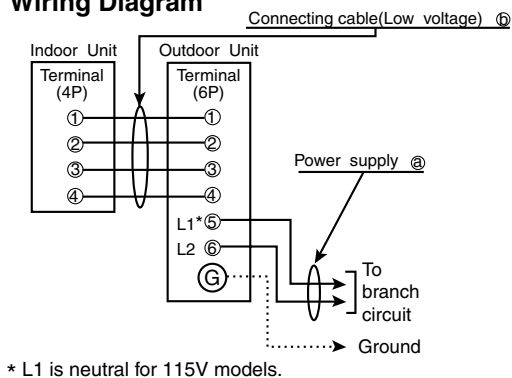 Wiring Diagram
Connecting cable(Low voltage) ⓑ
Indoor Unit
Outdoor Unit
Terminal
(4P)
Terminal
(6P)
① ①
② ②
③ ③
④ ④
L1*⑤
L2 ⑥
Ⓖ
Power supply ⓐ
To
branch
circuit
Ground
* L1 is neutral for 115V models.